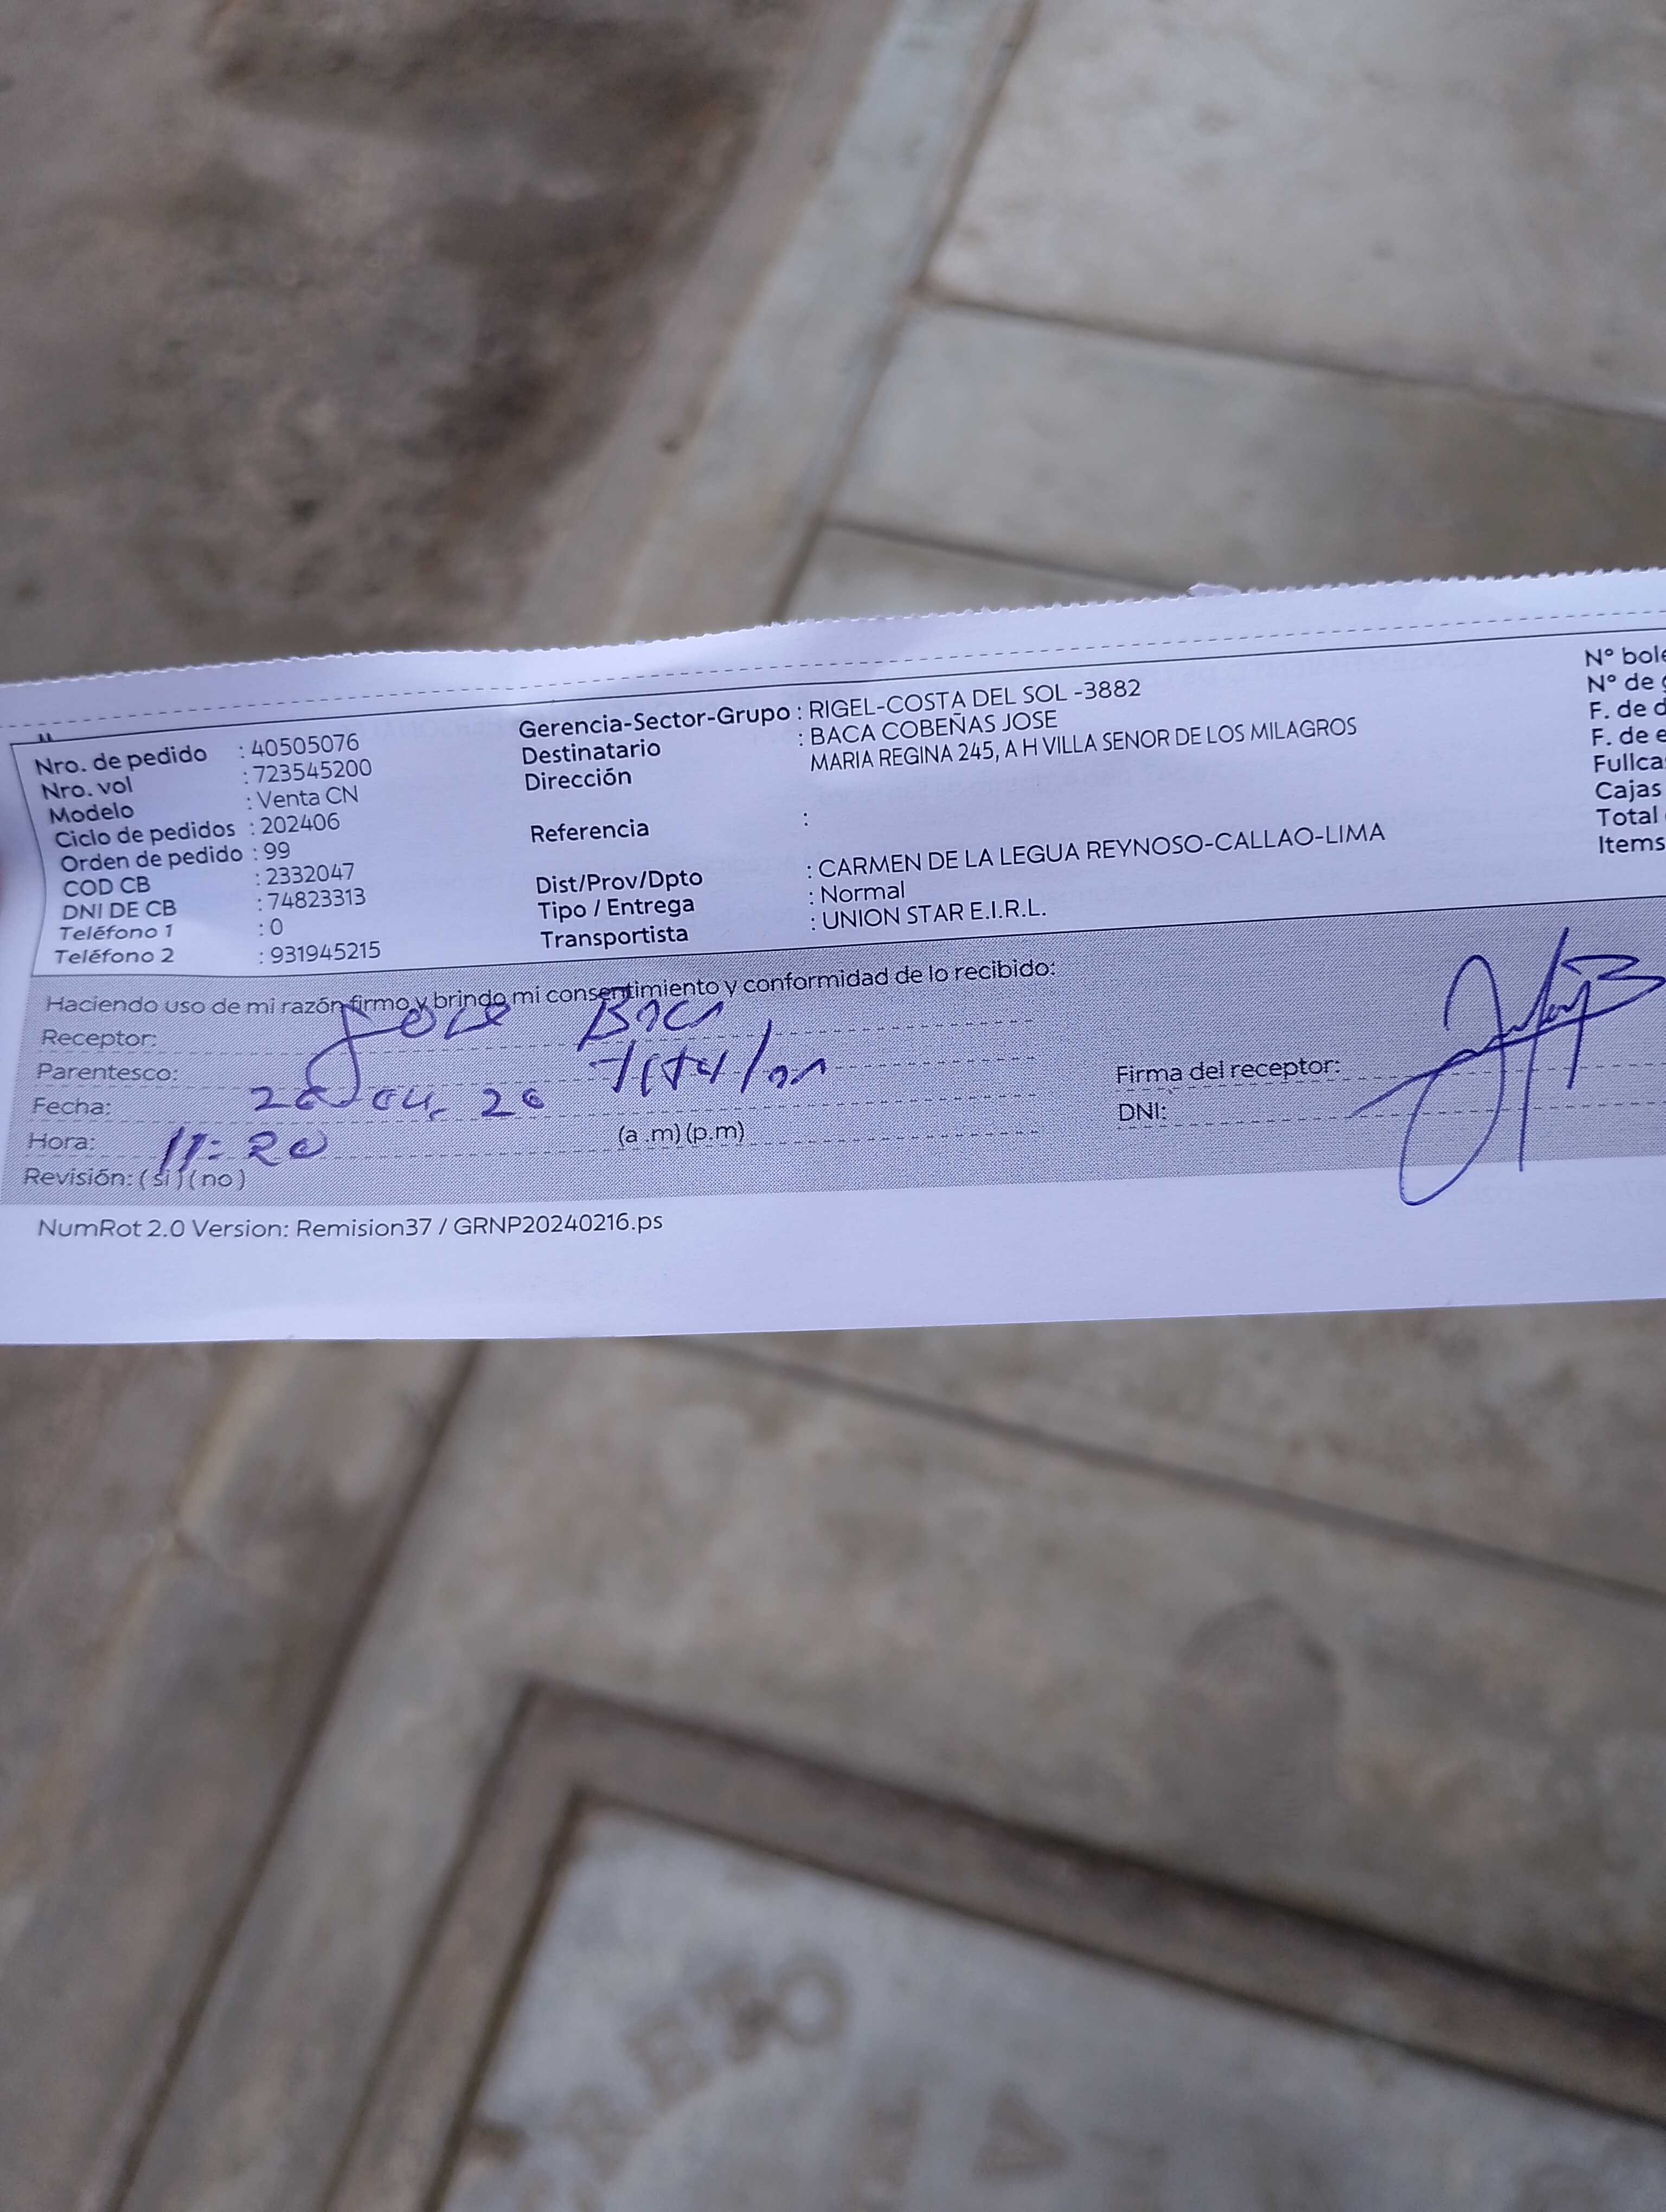 Nro. de pedido : 40505076
Nro. vol : 723545200
Modelo : Venta CN
Ciclo de pedidos : 202406
Orden de pedido : 99
COD CB : 2332047
DNI DE CB : 74823313
Teléfono 1 : 0
Teléfono 2 : 931945215
Gerencia-Sector-Grupo : RIGEL-COSTA DEL SOL -3882
Destinatario : BACA COBEÑAS JOSE
Dirección MARIA REGINA 245, A H VILLA SENOR DE LOS MILAGROS
Referencia :
Dist/Prov/Dpto : CARMEN DE LA LEGUA REYNOSO-CALLAO-LIMA
Tipo / Entrega : Normal
Transportista : UNION STAR E.I.R.L.
N° bole
N° de
F. de d
F. de e
Fullca
Cajas
Total
Items
Haciendo uso de mi razón firmo y brindo mi consentimiento y conformidad de lo recibido:
Receptor: Jose Baca
Parentesco: Titular
Fecha:
Hora: 11:20 (a .m) (p.m)
Revisión: ( si ) ( no )
Firma del receptor:
DNI:
NumRot 2.0 Version: Remision37 / GRNP20240216.ps